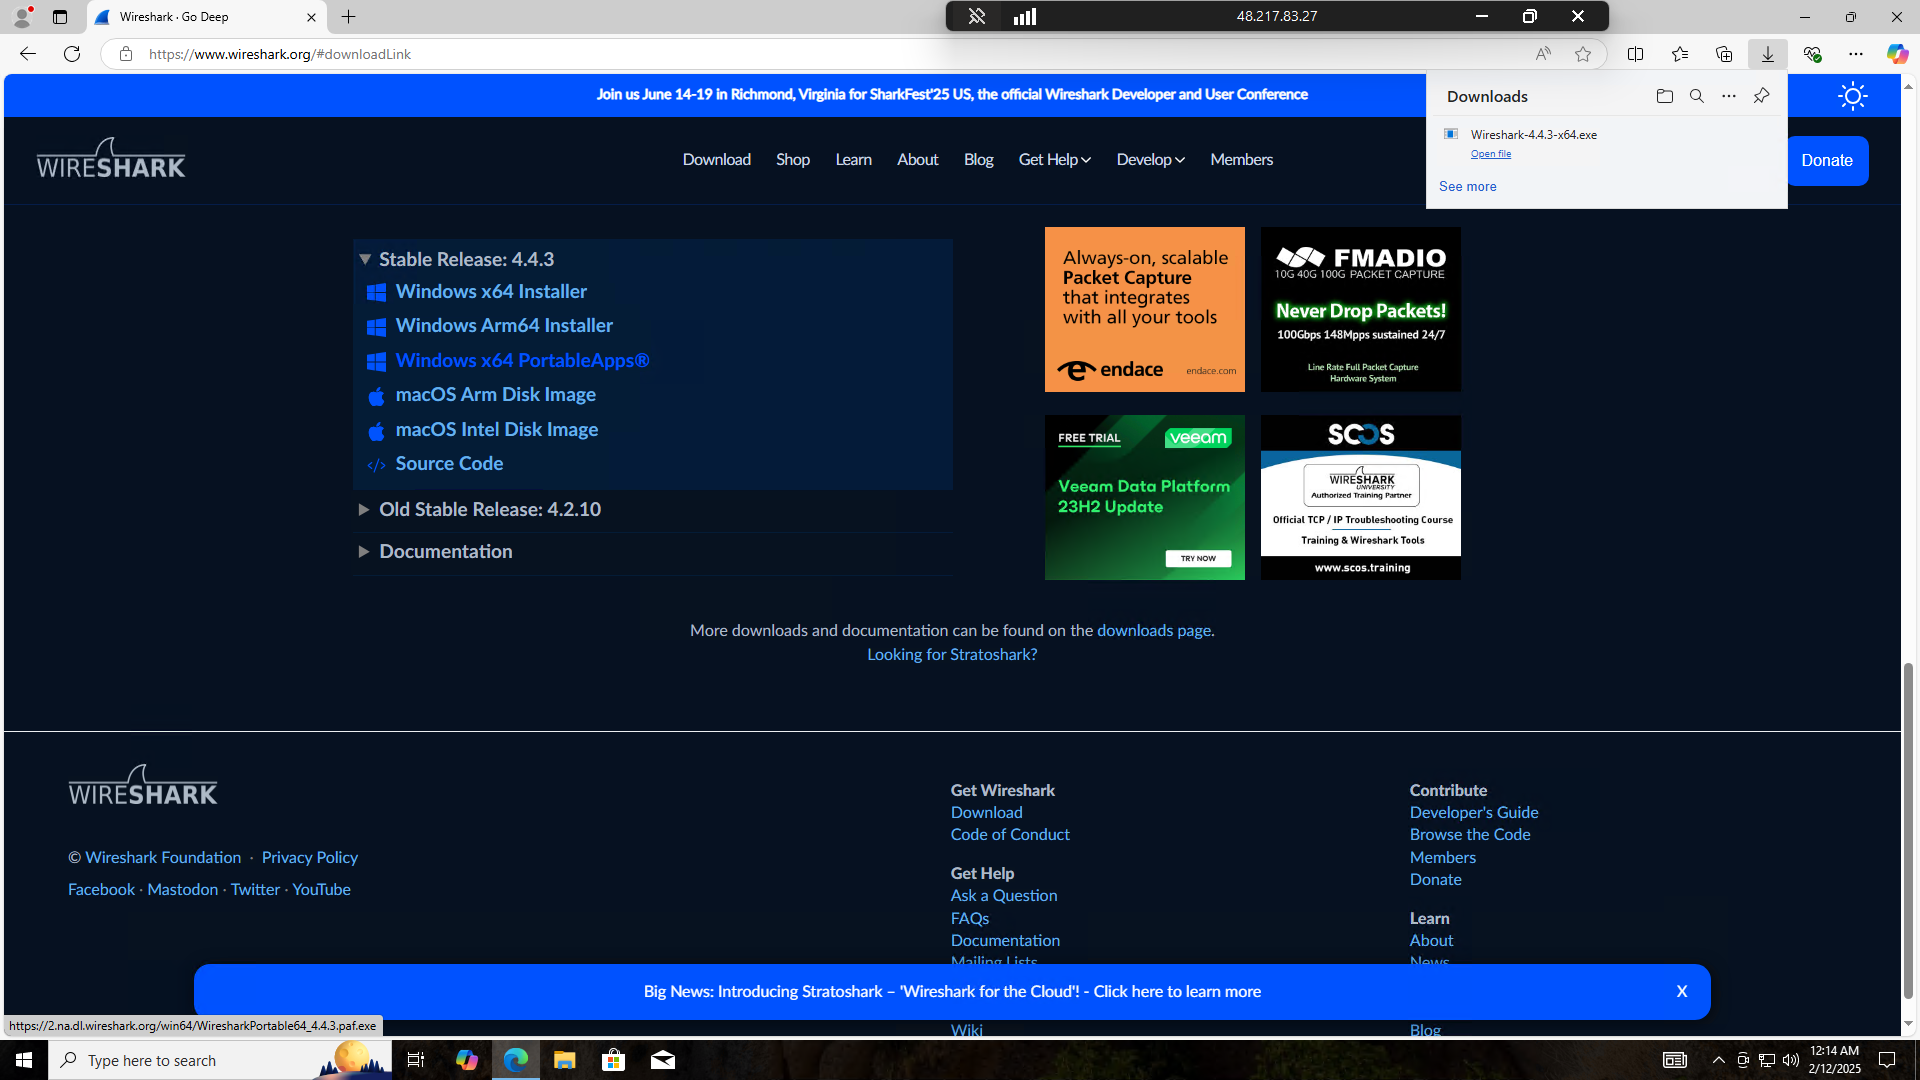 Wireshark · Go Deep
48.217.83.27
https://www.wireshark.org/#downloadLink
Join us June 14-19 in Richmond, Virginia for SharkFest'25 US, the official Wireshark Developer and User Conference
Downloads
Wireshark-4.4.3-x64.exe
Open file
See more
WIRESHARK
Download
Shop
Learn
About
Blog
Get Help
Develop
Members
Donate
Stable Release: 4.4.3
Windows x64 Installer
Windows Arm64 Installer
Windows x64 PortableApps®
macOS Arm Disk Image
macOS Intel Disk Image
</> Source Code
Old Stable Release: 4.2.10
Documentation
Always-on, scalable
Packet Capture
that integrates
with all your tools
endace
endace.com
FMADIO
10G 40G 100G PACKET CAPTURE
Never Drop Packets!
100Gbps 148Mpps sustained 24/7
Line Rate Full Packet Capture
Hardware System
FREE TRIAL
veeam
Veeam Data Platform
23H2 Update
TRY NOW
SCOS
WIRESHARK
UNIVERSITY
Authorized Training Partner
Official TCP / IP Troubleshooting Course
Training & Wireshark Tools
www.scos.training
More downloads and documentation can be found on the downloads page.
Looking for Stratoshark?
WIRESHARK
© Wireshark Foundation · Privacy Policy
Facebook · Mastodon · Twitter · YouTube
Get Wireshark
Download
Code of Conduct
Get Help
Ask a Question
FAQs
Documentation
Mailing Lists
Wiki
Contribute
Developer's Guide
Browse the Code
Members
Donate
Learn
About
News
Blog
Big News: Introducing Stratoshark – 'Wireshark for the Cloud'! - Click here to learn more
X
https://2.na.dl.wireshark.org/win64/WiresharkPortable64_4.4.3.paf.exe
Type here to search
12:14 AM
2/12/2025